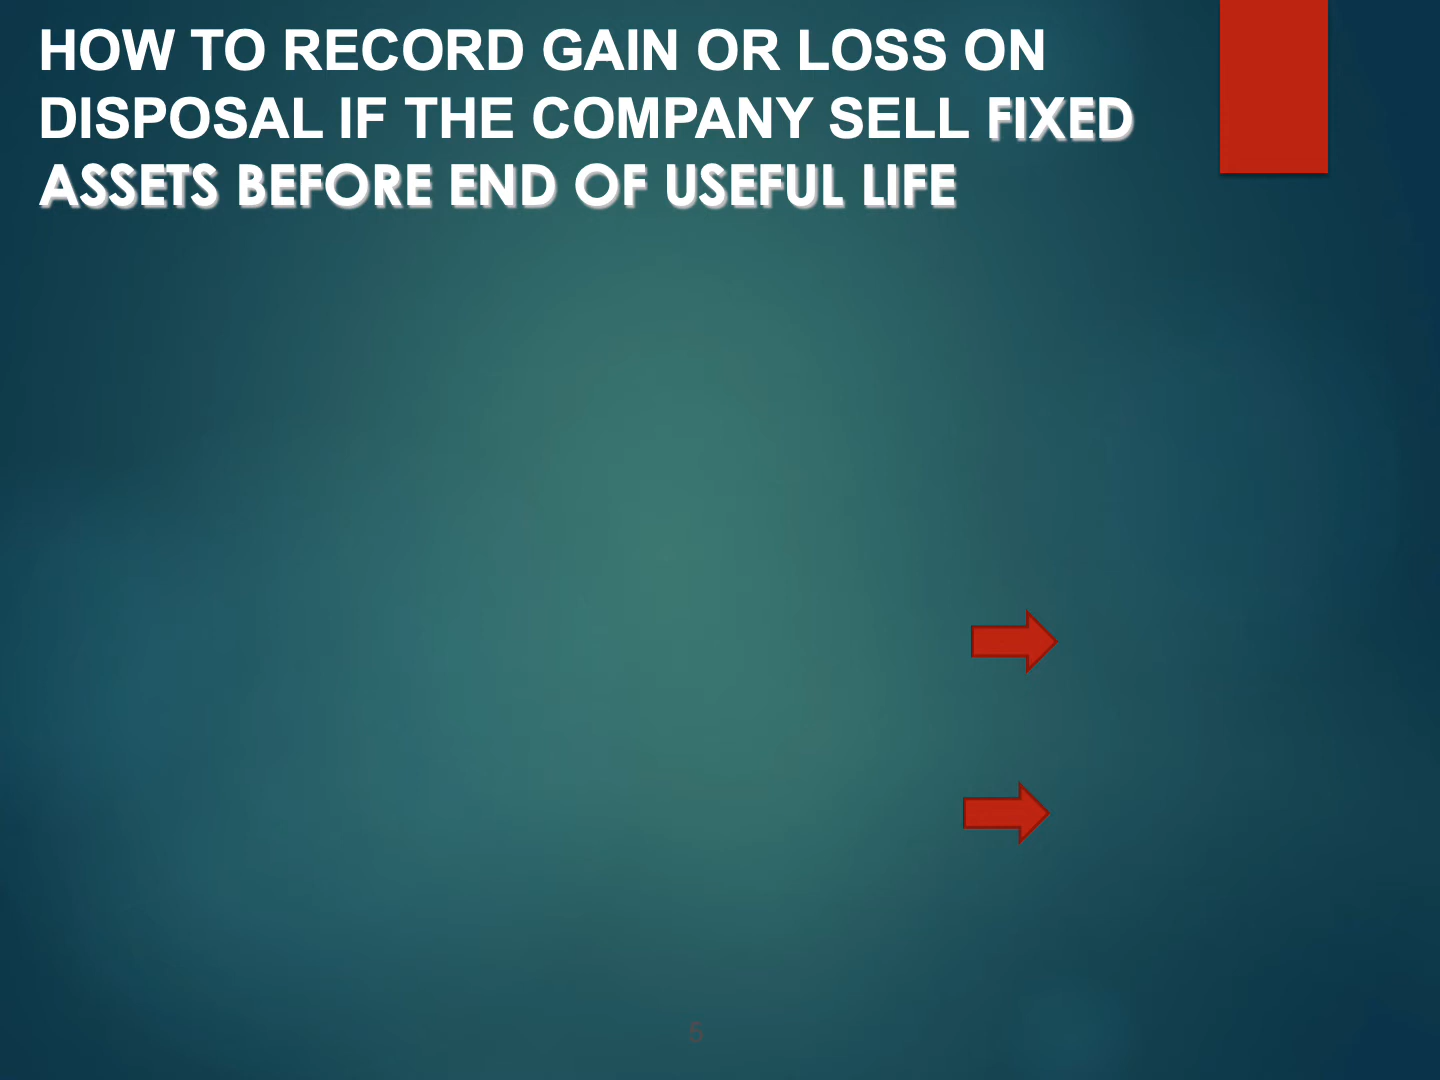 HOW TO RECORD GAIN OR LOSS ON
DISPOSAL IF THE COMPANY SELL FIXED
ASSETS BEFORE END OF USEFUL LIFE
5